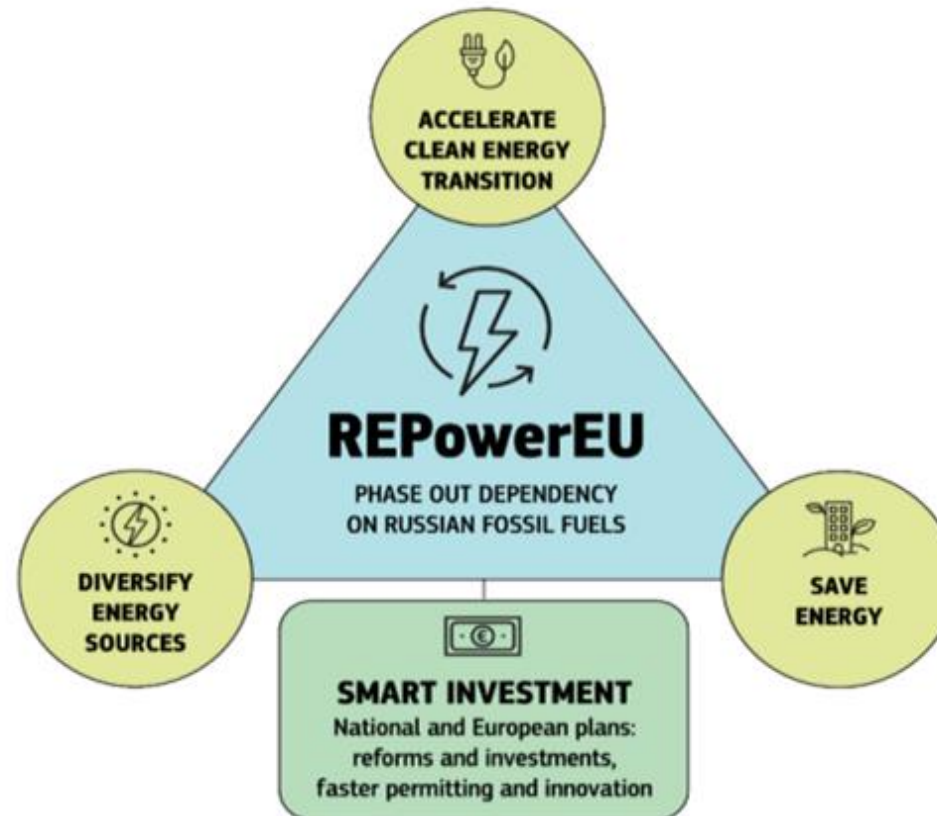 ACCELERATE
CLEAN ENERGY
TRANSITION
REPowerEU
PHASE OUT DEPENDENCY
ON RUSSIAN FOSSIL FUELS
DIVERSIFY
ENERGY
SOURCES
SAVE
ENERGY
€
SMART INVESTMENT
National and European plans:
reforms and investments,
faster permitting and innovation